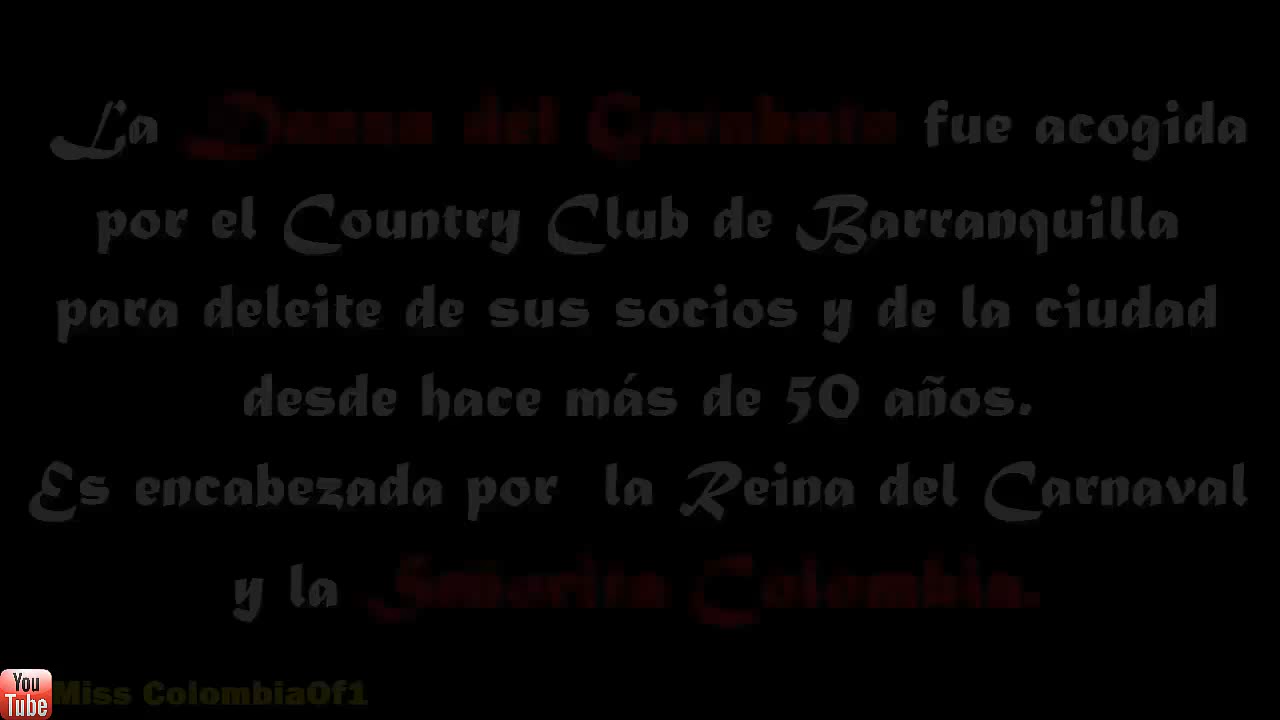 La Danza del Garabato fue acogida
por el Country Club de Barranquilla
para deleite de sus socios y de la ciudad
desde hace más de 50 años.
Es encabezada por la Reina del Carnaval
y la Señorita Colombia.
You
Tube
Miss ColombiaOf1